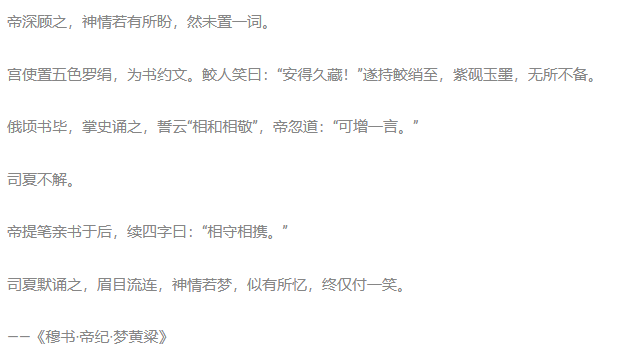 帝深顾之，神情若有所盼，然未置一词。
宫使置五色罗绢，为书约文。鲛人笑曰：“安得久藏！”遂持鲛绡至，紫砚玉墨，无所不备。
俄顷书毕，掌史诵之，誓云“相和相敬”，帝忽道：“可增一言。”
司夏不解。
帝提笔亲书于后，续四字曰：“相守相携。”
司夏默诵之，眉目流连，神情若梦，似有所忆，终仅付一笑。
——《穆书·帝纪·梦黄粱》